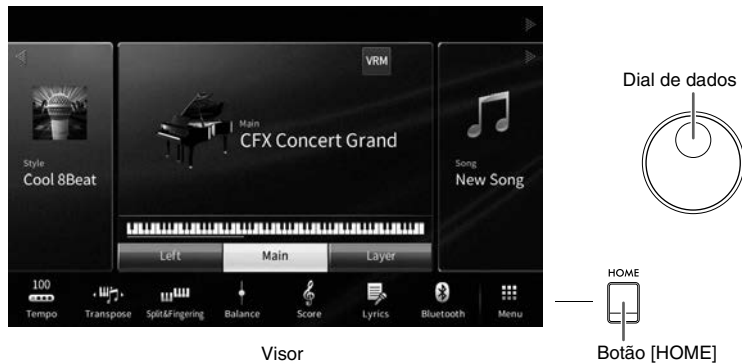 VRM
Main
CFX Concert Grand
Style
Cool 8Beat
Song
New Song
Left
Main
Layer
100
Tempo
Transpose
Split&Fingering
Balance
Score
Lyrics
Bluetooth
Menu
Visor
Dial de dados
HOME
Botão [HOME]